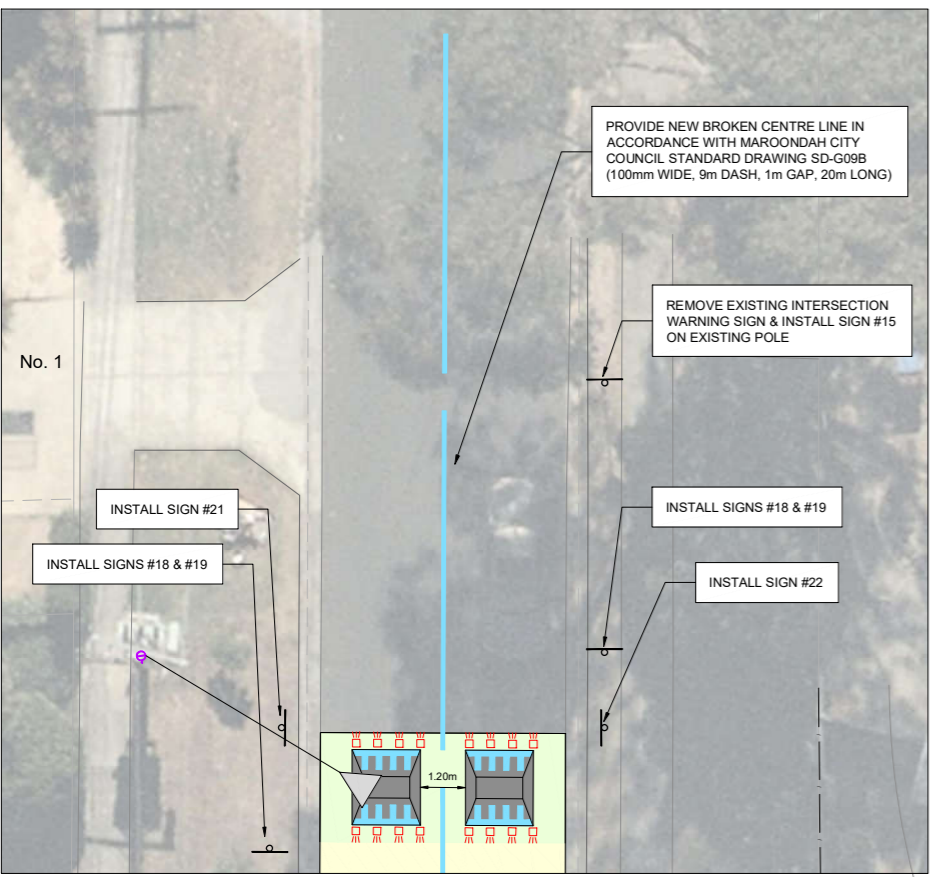 PROVIDE NEW BROKEN CENTRE LINE IN
ACCORDANCE WITH MAROONDAH CITY
COUNCIL STANDARD DRAWING SD-G09B
(100mm WIDE, 9m DASH, 1m GAP, 20m LONG)
REMOVE EXISTING INTERSECTION
WARNING SIGN & INSTALL SIGN #15
ON EXISTING POLE
No. 1
INSTALL SIGN #21
INSTALL SIGNS #18 & #19
INSTALL SIGNS #18 & #19
INSTALL SIGN #22
1.20m